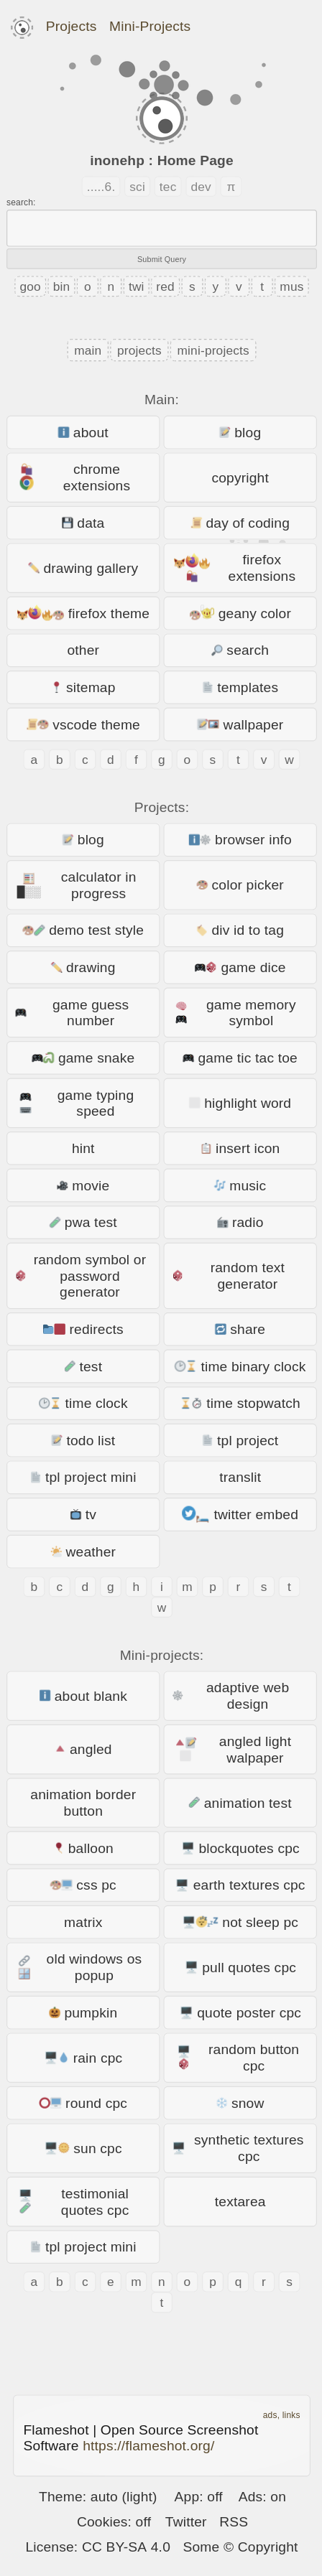 Projects Mini-Projects
inonehp : Home Page
.....6. sci tec dev π
search:
Submit Query
goo bin o n twi red s y v t mus
main projects mini-projects
Main:
about
blog
chrome
extensions
copyright
data
day of coding
drawing gallery
firefox
extensions
firefox theme
geany color
other
search
sitemap
templates
vscode theme
wallpaper
a b c d f g o s t v w
Projects:
blog
browser info
calculator in
progress
color picker
demo test style
div id to tag
drawing
game dice
game guess
number
game memory
symbol
game snake
game tic tac toe
game typing
speed
highlight word
hint
insert icon
movie
music
pwa test
radio
random symbol or
password
generator
random text
generator
redirects
share
test
time binary clock
time clock
time stopwatch
todo list
tpl project
tpl project mini
translit
tv
twitter embed
weather
b c d g h i m p r s t
w
Mini-projects:
about blank
adaptive web
design
angled
angled light
walpaper
animation border
button
animation test
balloon
blockquotes cpc
css pc
earth textures cpc
matrix
not sleep pc
old windows os
popup
pull quotes cpc
pumpkin
quote poster cpc
rain cpc
random button
cpc
round cpc
snow
sun cpc
synthetic textures
cpc
testimonial
quotes cpc
textarea
tpl project mini
a b c e m n o p q r s
t
ads, links
Flameshot | Open Source Screenshot
Software https://flameshot.org/
Theme: auto (light) App: off Ads: on
Cookies: off Twitter RSS
License: CC BY-SA 4.0 Some © Copyright